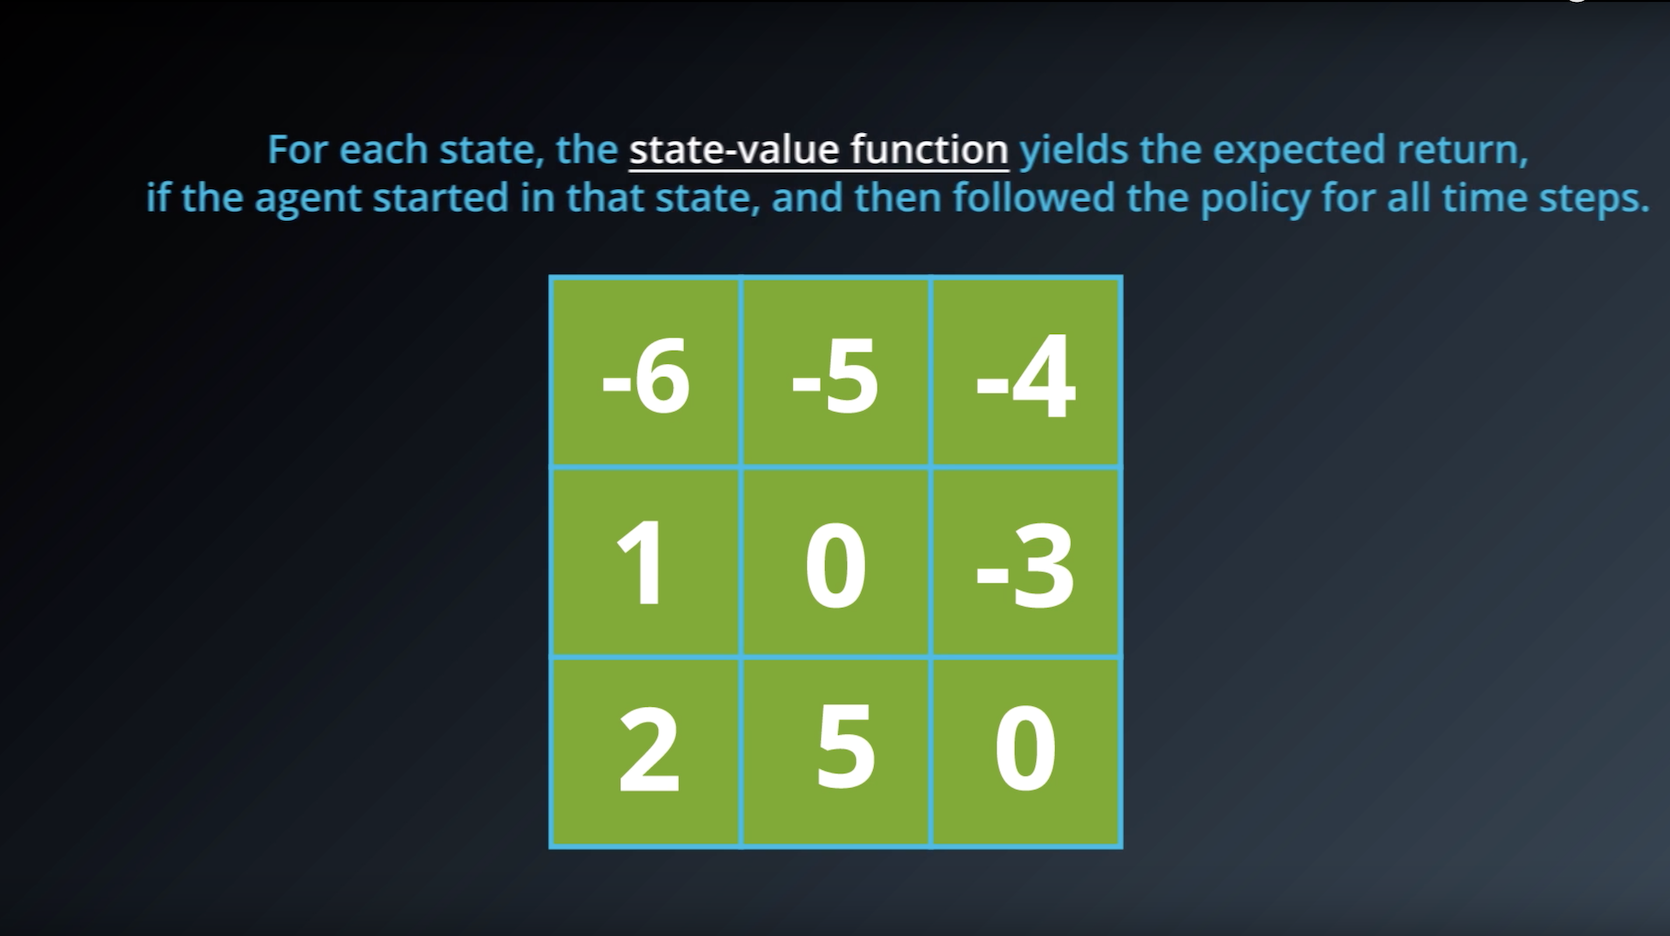 For each state, the state-value function yields the expected return,
if the agent started in that state, and then followed the policy for all time steps.
-6 -5 -4
1 0 -3
2 5 0